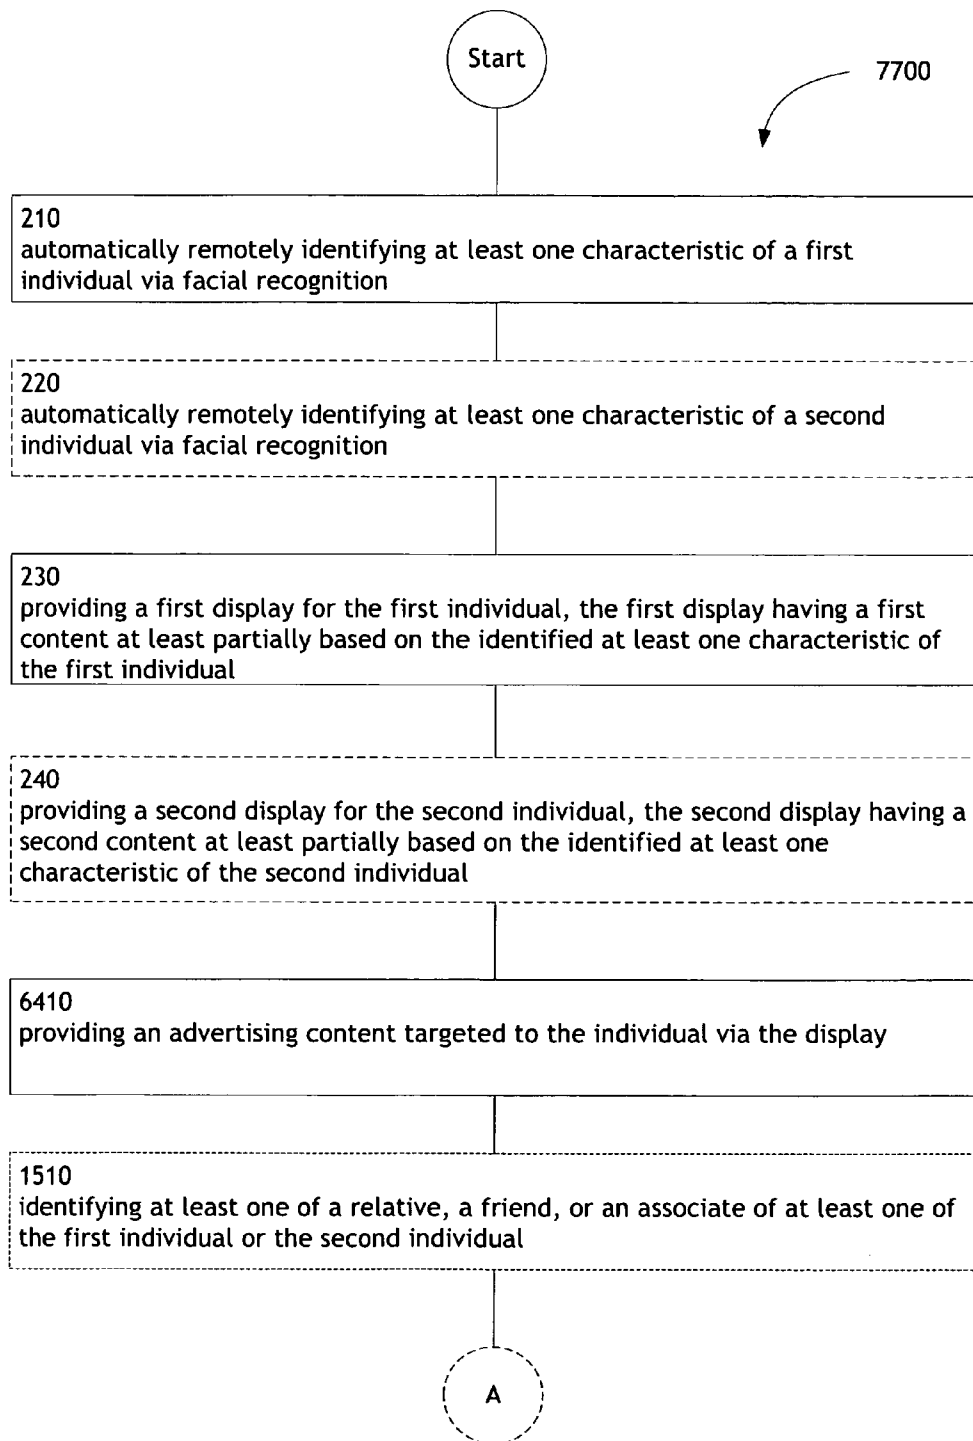 Start
7700
210
automatically remotely identifying at least one characteristic of a first
individual via facial recognition
220
automatically remotely identifying at least one characteristic of a second
individual via facial recognition
230
providing a first display for the first individual, the first display having a first
content at least partially based on the identified at least one characteristic of
the first individual
240
providing a second display for the second individual, the second display having a
second content at least partially based on the identified at least one
characteristic of the second individual
6410
providing an advertising content targeted to the individual via the display
1510
identifying at least one of a relative, a friend, or an associate of at least one of
the first individual or the second individual
A